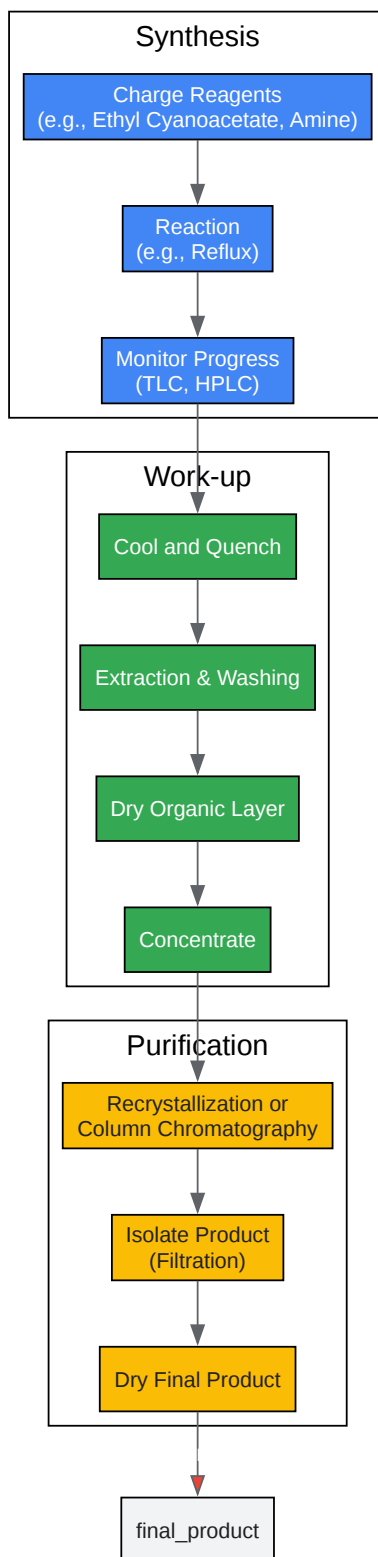 Synthesis
Charge Reagents
(e.g., Ethyl Cyanoacetate, Amine)
Reaction
(e.g., Reflux)
Monitor Progress
(TLC, HPLC)
Work-up
Cool and Quench
Extraction & Washing
Dry Organic Layer
Concentrate
Purification
Recrystallization or
Column Chromatography
Isolate Product
(Filtration)
Dry Final Product
final_product